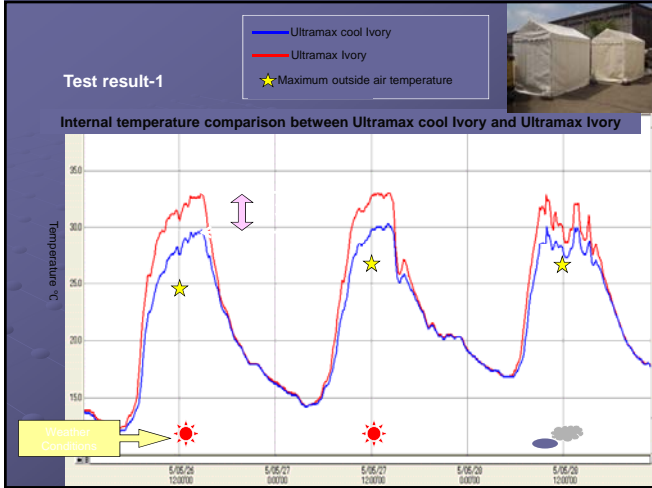 Ultramax cool Ivory
Ultramax Ivory
Maximum outside air temperature
Test result-1
Internal temperature comparison between Ultramax cool Ivory and Ultramax Ivory
35.0
30.0
25.0
20.0
15.0
Temperature °C
Weather
Conditions
5/05/26
12:00'00
5/05/27
0:00'00
5/05/27
12:00'00
5/05/28
0:00'00
5/05/28
12:00'00